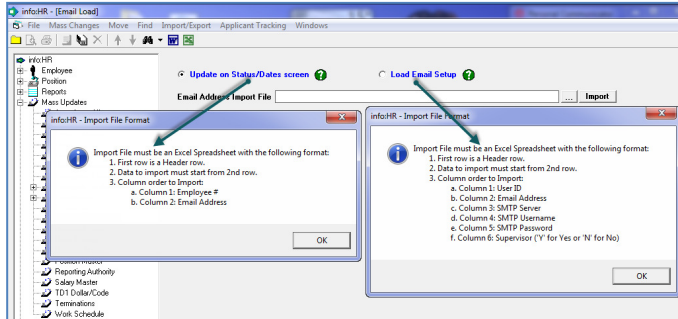 info:HR - [Email Load]
File Mass Changes Move Find Import/Export Applicant Tracking Windows
info:HR
Employee
Position
Reports
Mass Updates
Update on Status/Dates screen
Load Email Setup
Email Address Import File
...
Import
info:HR - Import File Format
Import File must be an Excel Spreadsheet with the following format:
1. First row is a Header row.
2. Data to import must start from 2nd row.
3. Column order to Import:
a. Column 1: Employee #
b. Column 2: Email Address
OK
info:HR - Import File Format
Import File must be an Excel Spreadsheet with the following format:
1. First row is a Header row.
2. Data to import must start from 2nd row.
3. Column order to Import:
a. Column 1: User ID
b. Column 2: Email Address
c. Column 3: SMTP Server
d. Column 4: SMTP Username
e. Column 5: SMTP Password
f. Column 6: Supervisor ('Y' for Yes or 'N' for No)
OK
Position Master
Reporting Authority
Salary Master
TD1 Dollar/Code
Terminations
Work Schedule